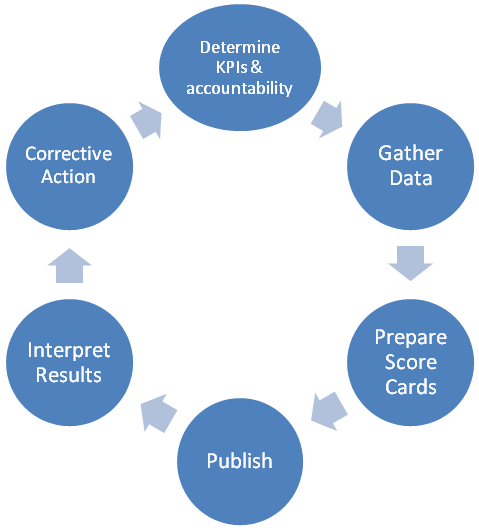 Determine
KPIs &
accountability
Gather
Data
Prepare
Score
Cards
Publish
Interpret
Results
Corrective
Action